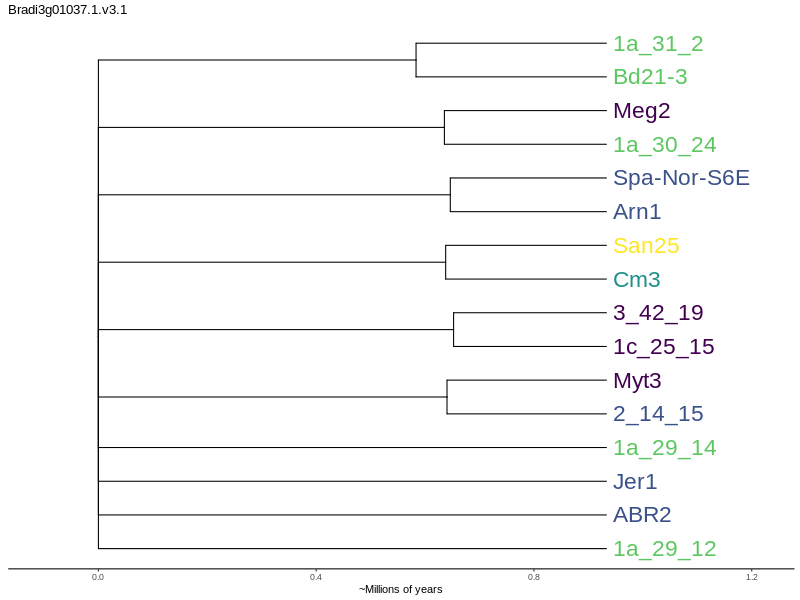 Bradi3g01037.1.v3.1
1a_31_2
Bd21-3
Meg2
1a_30_24
Spa-Nor-S6E
Arn1
San25
Cm3
3_42_19
1c_25_15
Myt3
2_14_15
1a_29_14
Jer1
ABR2
1a_29_12
0.0 0.4 0.8 1.2
~Millions of years